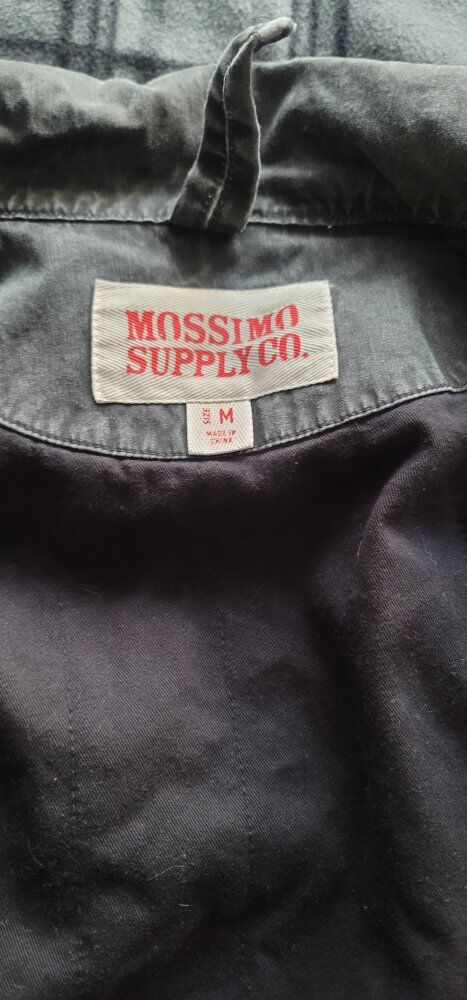 MOSSIMO
SUPPLY CO.
SIZE M
MADE IN
CHINA